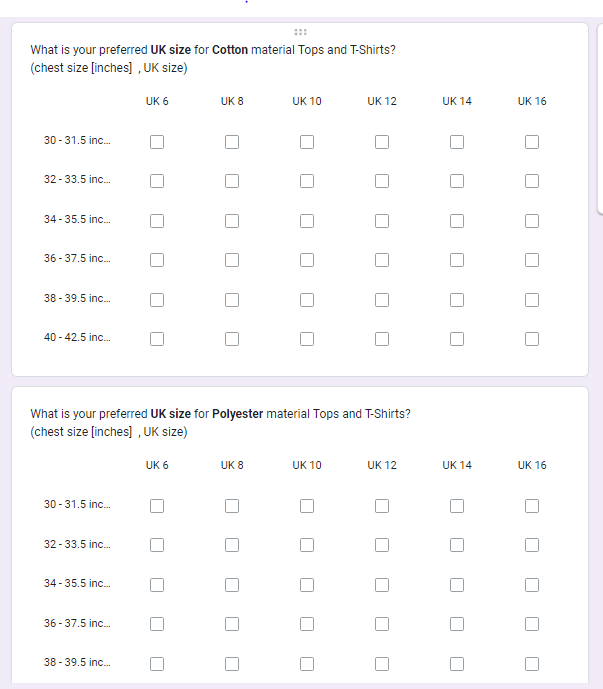 What is your preferred UK size for Cotton material Tops and T-Shirts?
(chest size [inches] , UK size)
UK 6 UK 8 UK 10 UK 12 UK 14 UK 16
30 - 31.5 inc...
32 - 33.5 inc...
34 - 35.5 inc...
36 - 37.5 inc...
38 - 39.5 inc...
40 - 42.5 inc...
What is your preferred UK size for Polyester material Tops and T-Shirts?
(chest size [inches] , UK size)
UK 6 UK 8 UK 10 UK 12 UK 14 UK 16
30 - 31.5 inc...
32 - 33.5 inc...
34 - 35.5 inc...
36 - 37.5 inc...
38 - 39.5 inc...